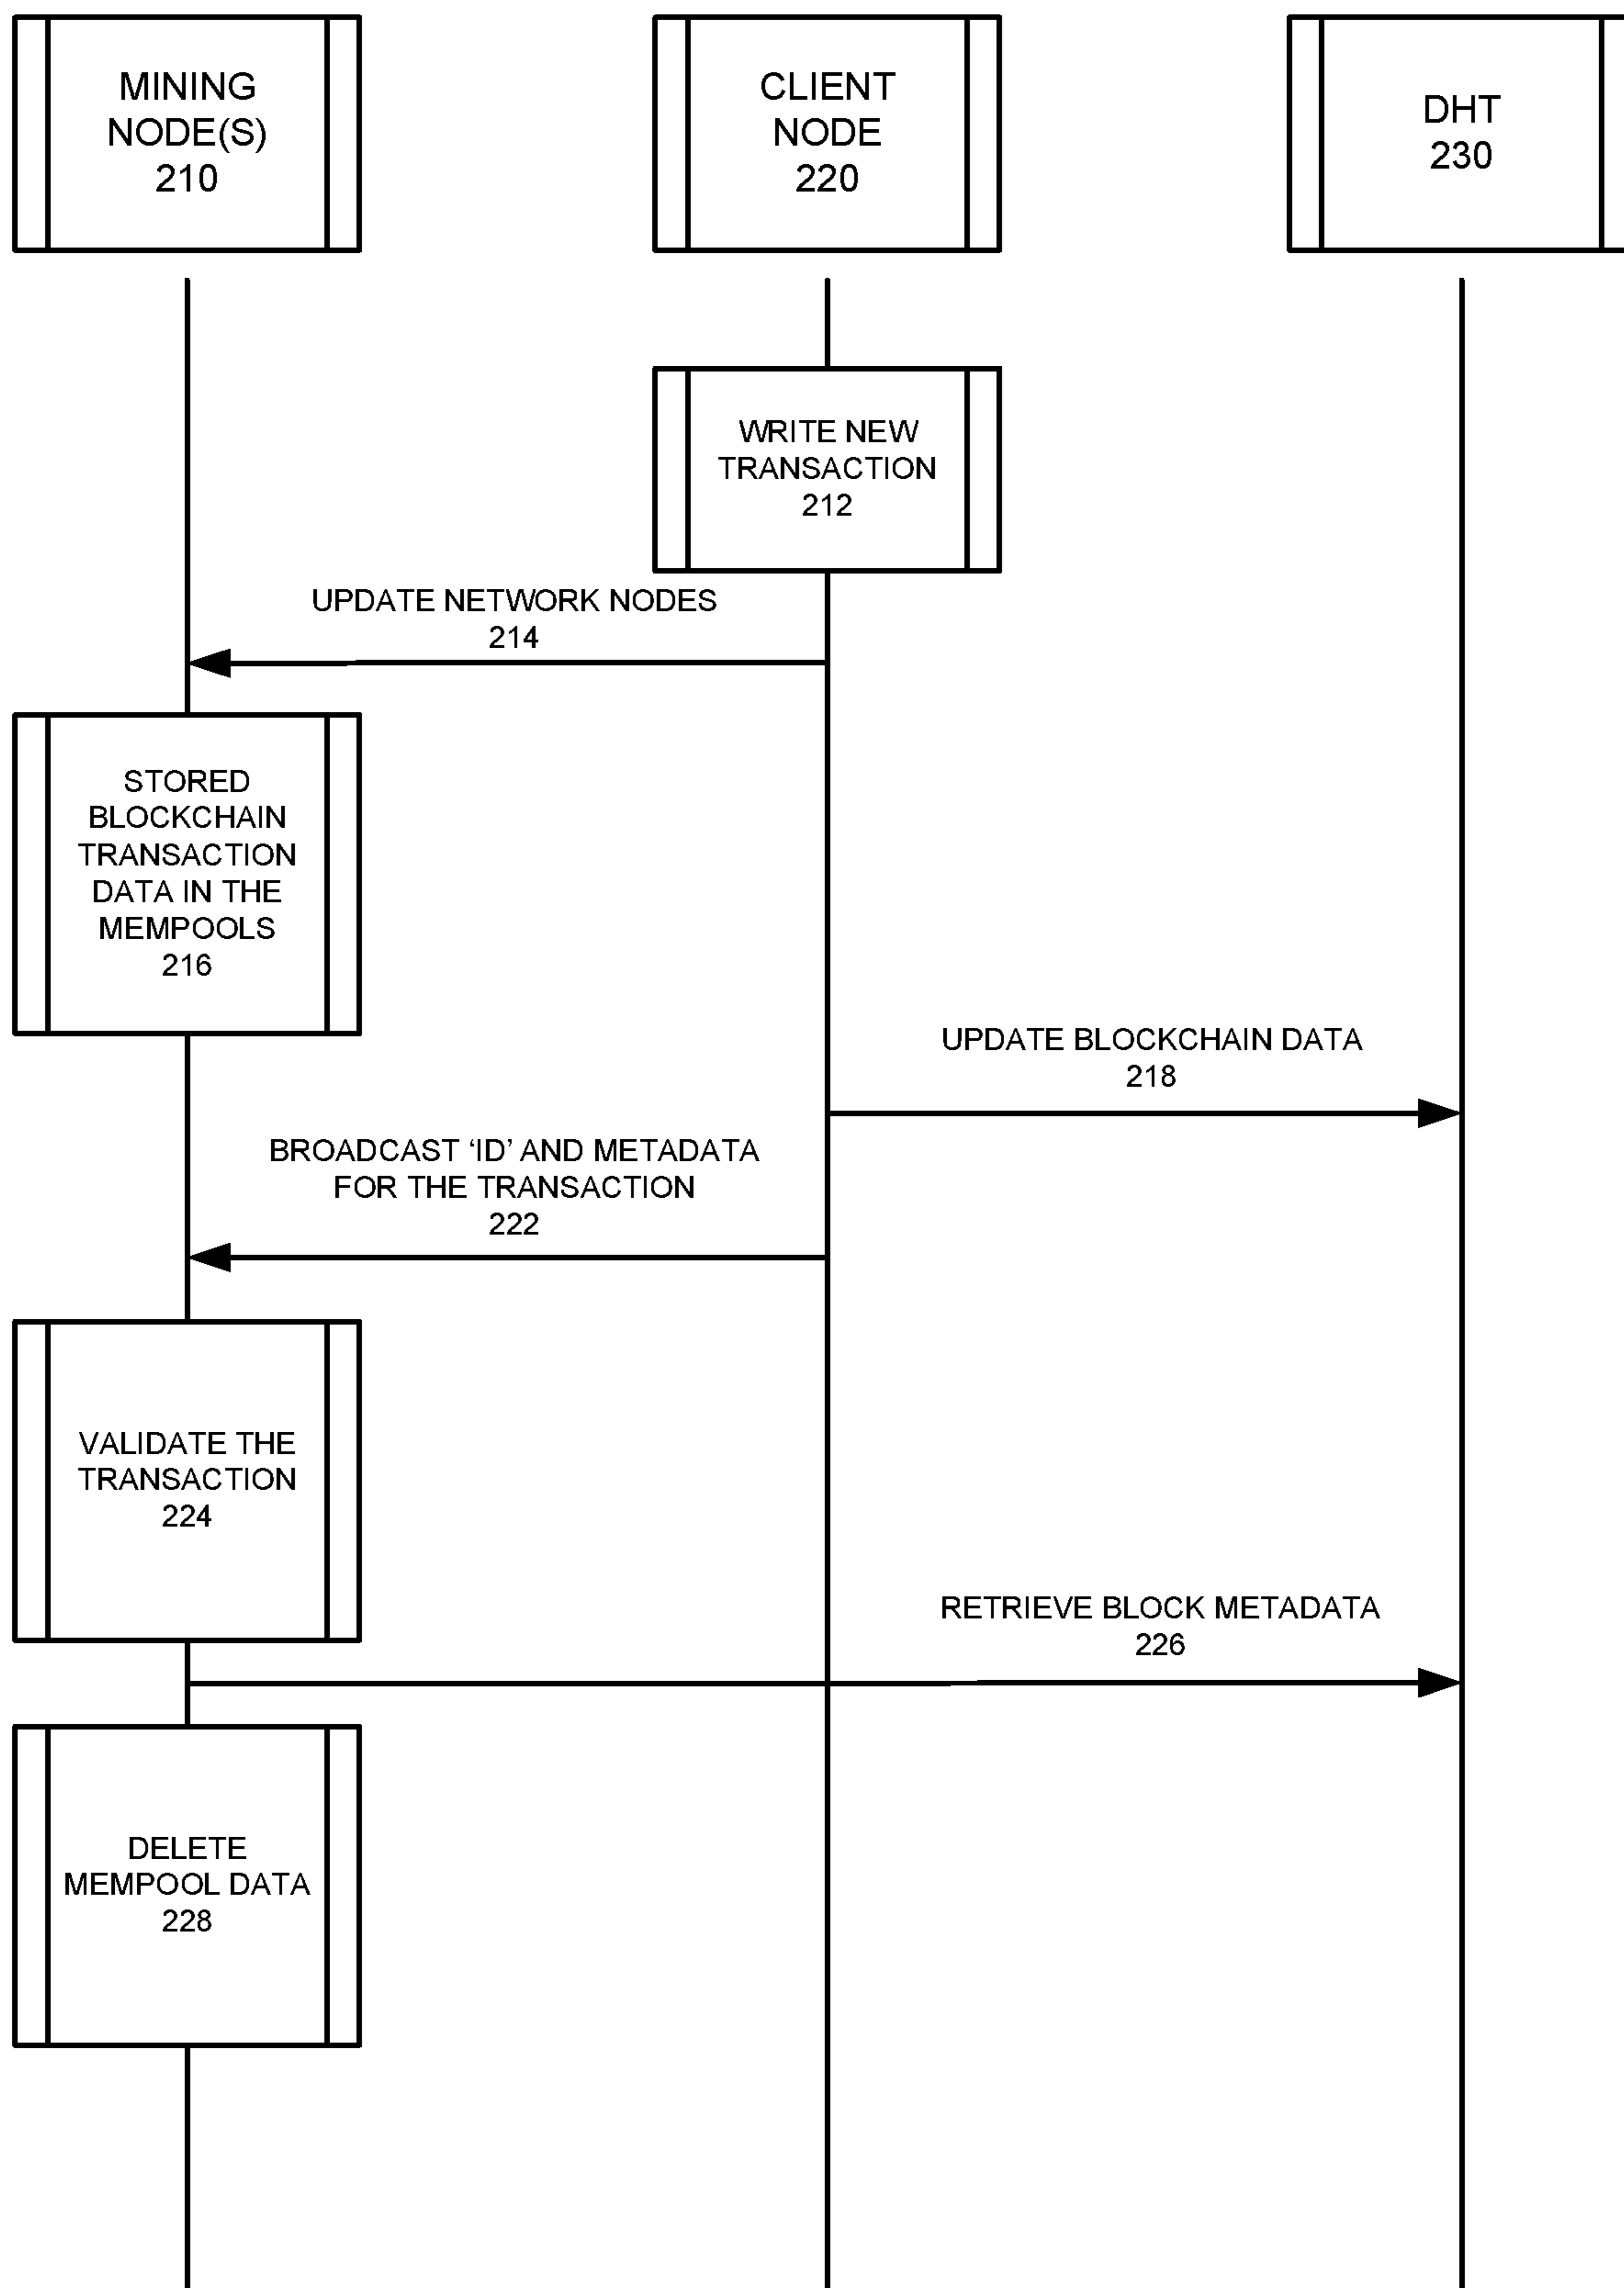 MINING
NODE(S)
210
CLIENT
NODE
220
DHT
230
WRITE NEW
TRANSACTION
212
UPDATE NETWORK NODES
214
STORED
BLOCKCHAIN
TRANSACTION
DATA IN THE
MEMPOOLS
216
UPDATE BLOCKCHAIN DATA
218
BROADCAST ‘ID’ AND METADATA
FOR THE TRANSACTION
222
VALIDATE THE
TRANSACTION
224
RETRIEVE BLOCK METADATA
226
DELETE
MEMPOOL DATA
228